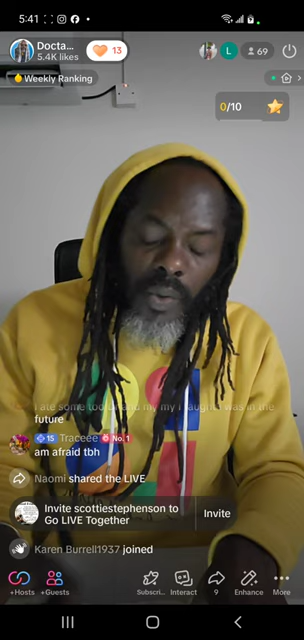 5:41
Docta...
5.4K likes
13
L
69
Weekly Ranking
0/10
future
15 Traceee No. 1
am afraid tbh
Naomi shared the LIVE
Invite scottiestephenson to
Go LIVE Together
Invite
Karen Burrell1937 joined
+Hosts
+Guests
Subscri...
Interact
9
Enhance
More